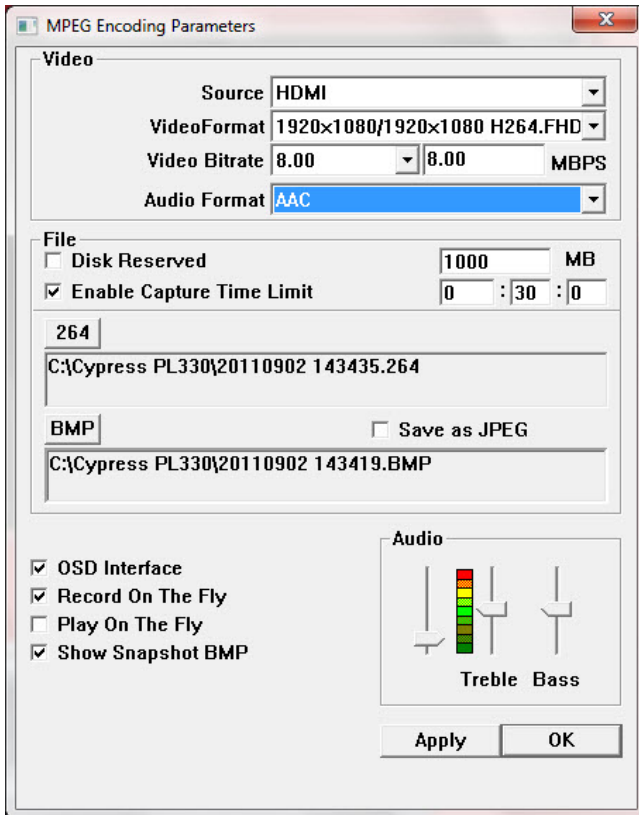 MPEG Encoding Parameters
Video
Source HDMI
VideoFormat 1920x1080/1920x1080 H264.FHD
Video Bitrate 8.00 8.00 MBPS
Audio Format AAC
File
Disk Reserved 1000 MB
Enable Capture Time Limit 0 : 30 : 0
264
C:\Cypress PL330\20110902 143435.264
BMP Save as JPEG
C:\Cypress PL330\20110902 143419.BMP
Audio
OSD Interface
Record On The Fly
Play On The Fly
Show Snapshot BMP
Treble Bass
Apply OK